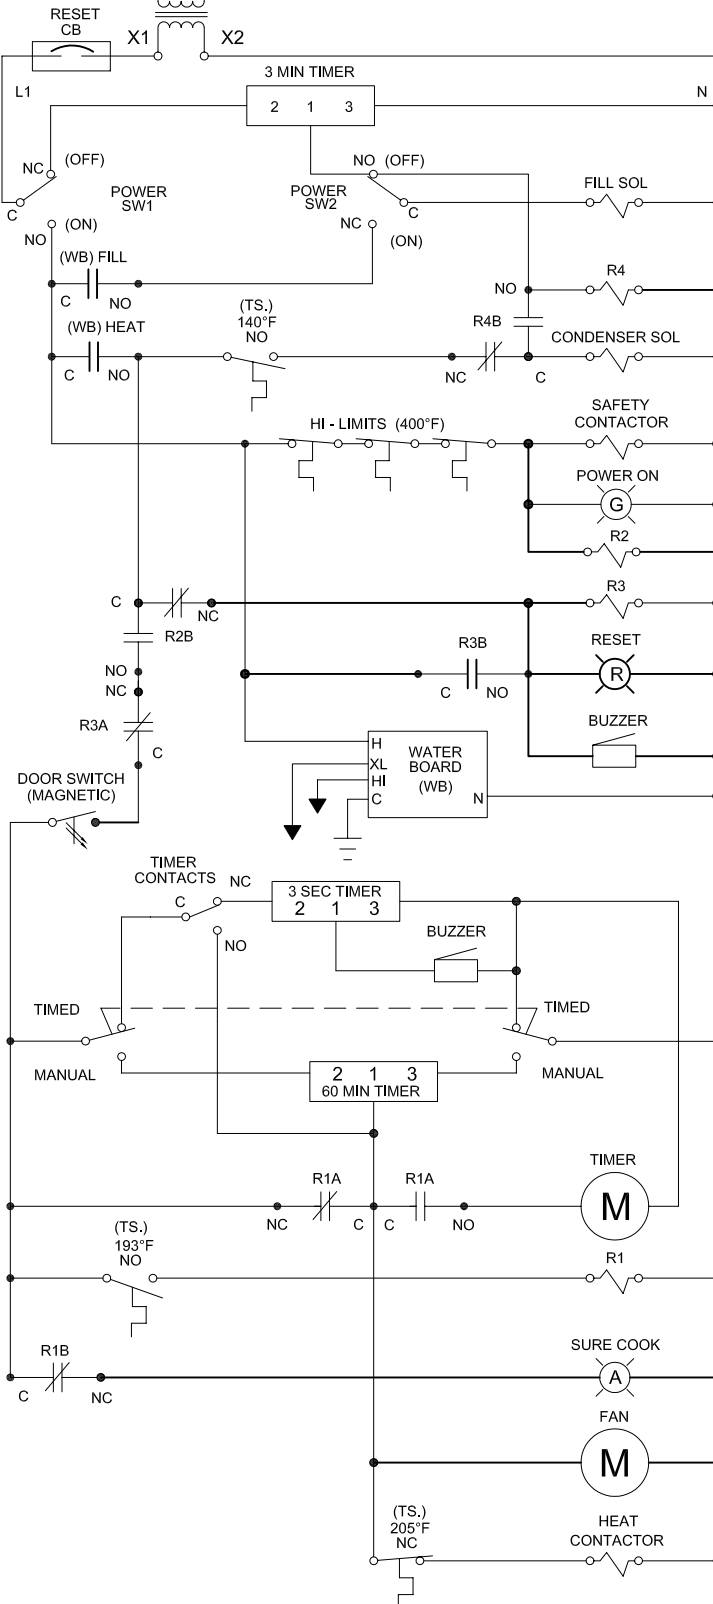 RESET
CB
X1
X2
L1
3 MIN TIMER
N
2 1 3
NC
(OFF)
NO (OFF)
POWER
SW1
POWER
SW2
FILL SOL
C
C
(ON)
NO
NC
(ON)
(WB) FILL
C
NO
R4
NO
(TS.)
140°F
NO
R4B
(WB) HEAT
CONDENSER SOL
C
NO
NC
C
SAFETY
CONTACTOR
HI - LIMITS (400°F)
POWER ON
G
R2
R3
C
NC
R2B
RESET
R3B
R
NO
NC
C
NO
R3A
C
BUZZER
H
XL
HI
C
WATER
BOARD
(WB)
N
DOOR SWITCH
(MAGNETIC)
TIMER
CONTACTS
NC
C
3 SEC TIMER
2 1 3
NO
BUZZER
TIMED
TIMED
MANUAL
2 1 3
60 MIN TIMER
MANUAL
TIMER
R1A
R1A
M
NC
C
C
NO
(TS.)
193°F
NO
R1
R1B
SURE COOK
A
C
NC
FAN
M
(TS.)
205°F
NC
HEAT
CONTACTOR